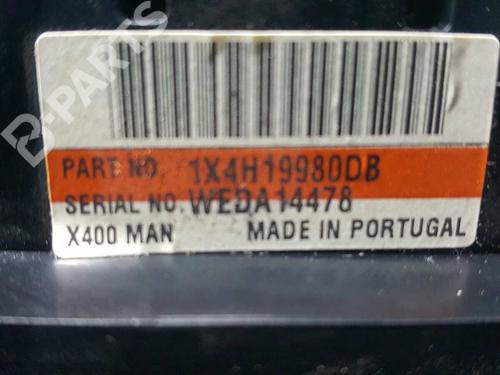 B-PARTS
PART NO. 1X4H19980DB
SERIAL NO. WEDA14478
X400 MAN MADE IN PORTUGAL